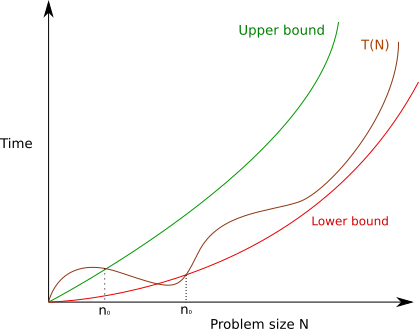 Upper bound
T(N)
Time
Lower bound
n₀
n₀
Problem size N